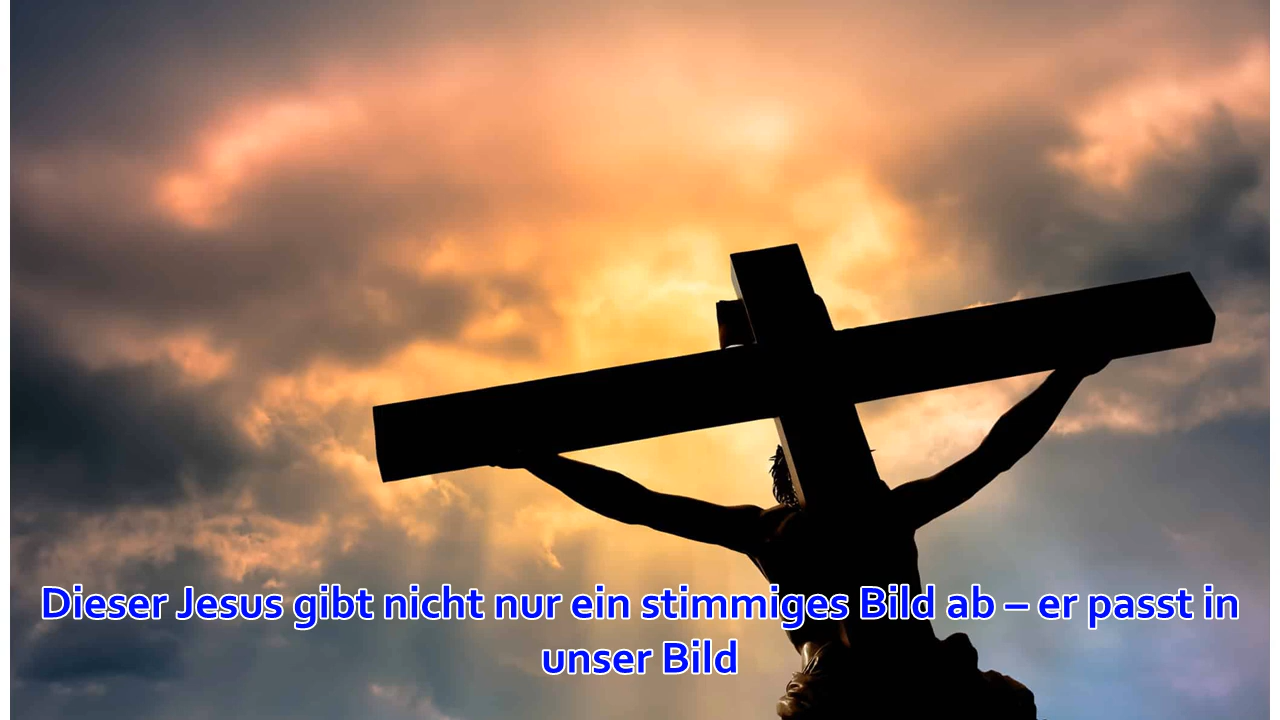 Dieser Jesus gibt nicht nur ein stimmiges Bild ab – er passt in
unser Bild